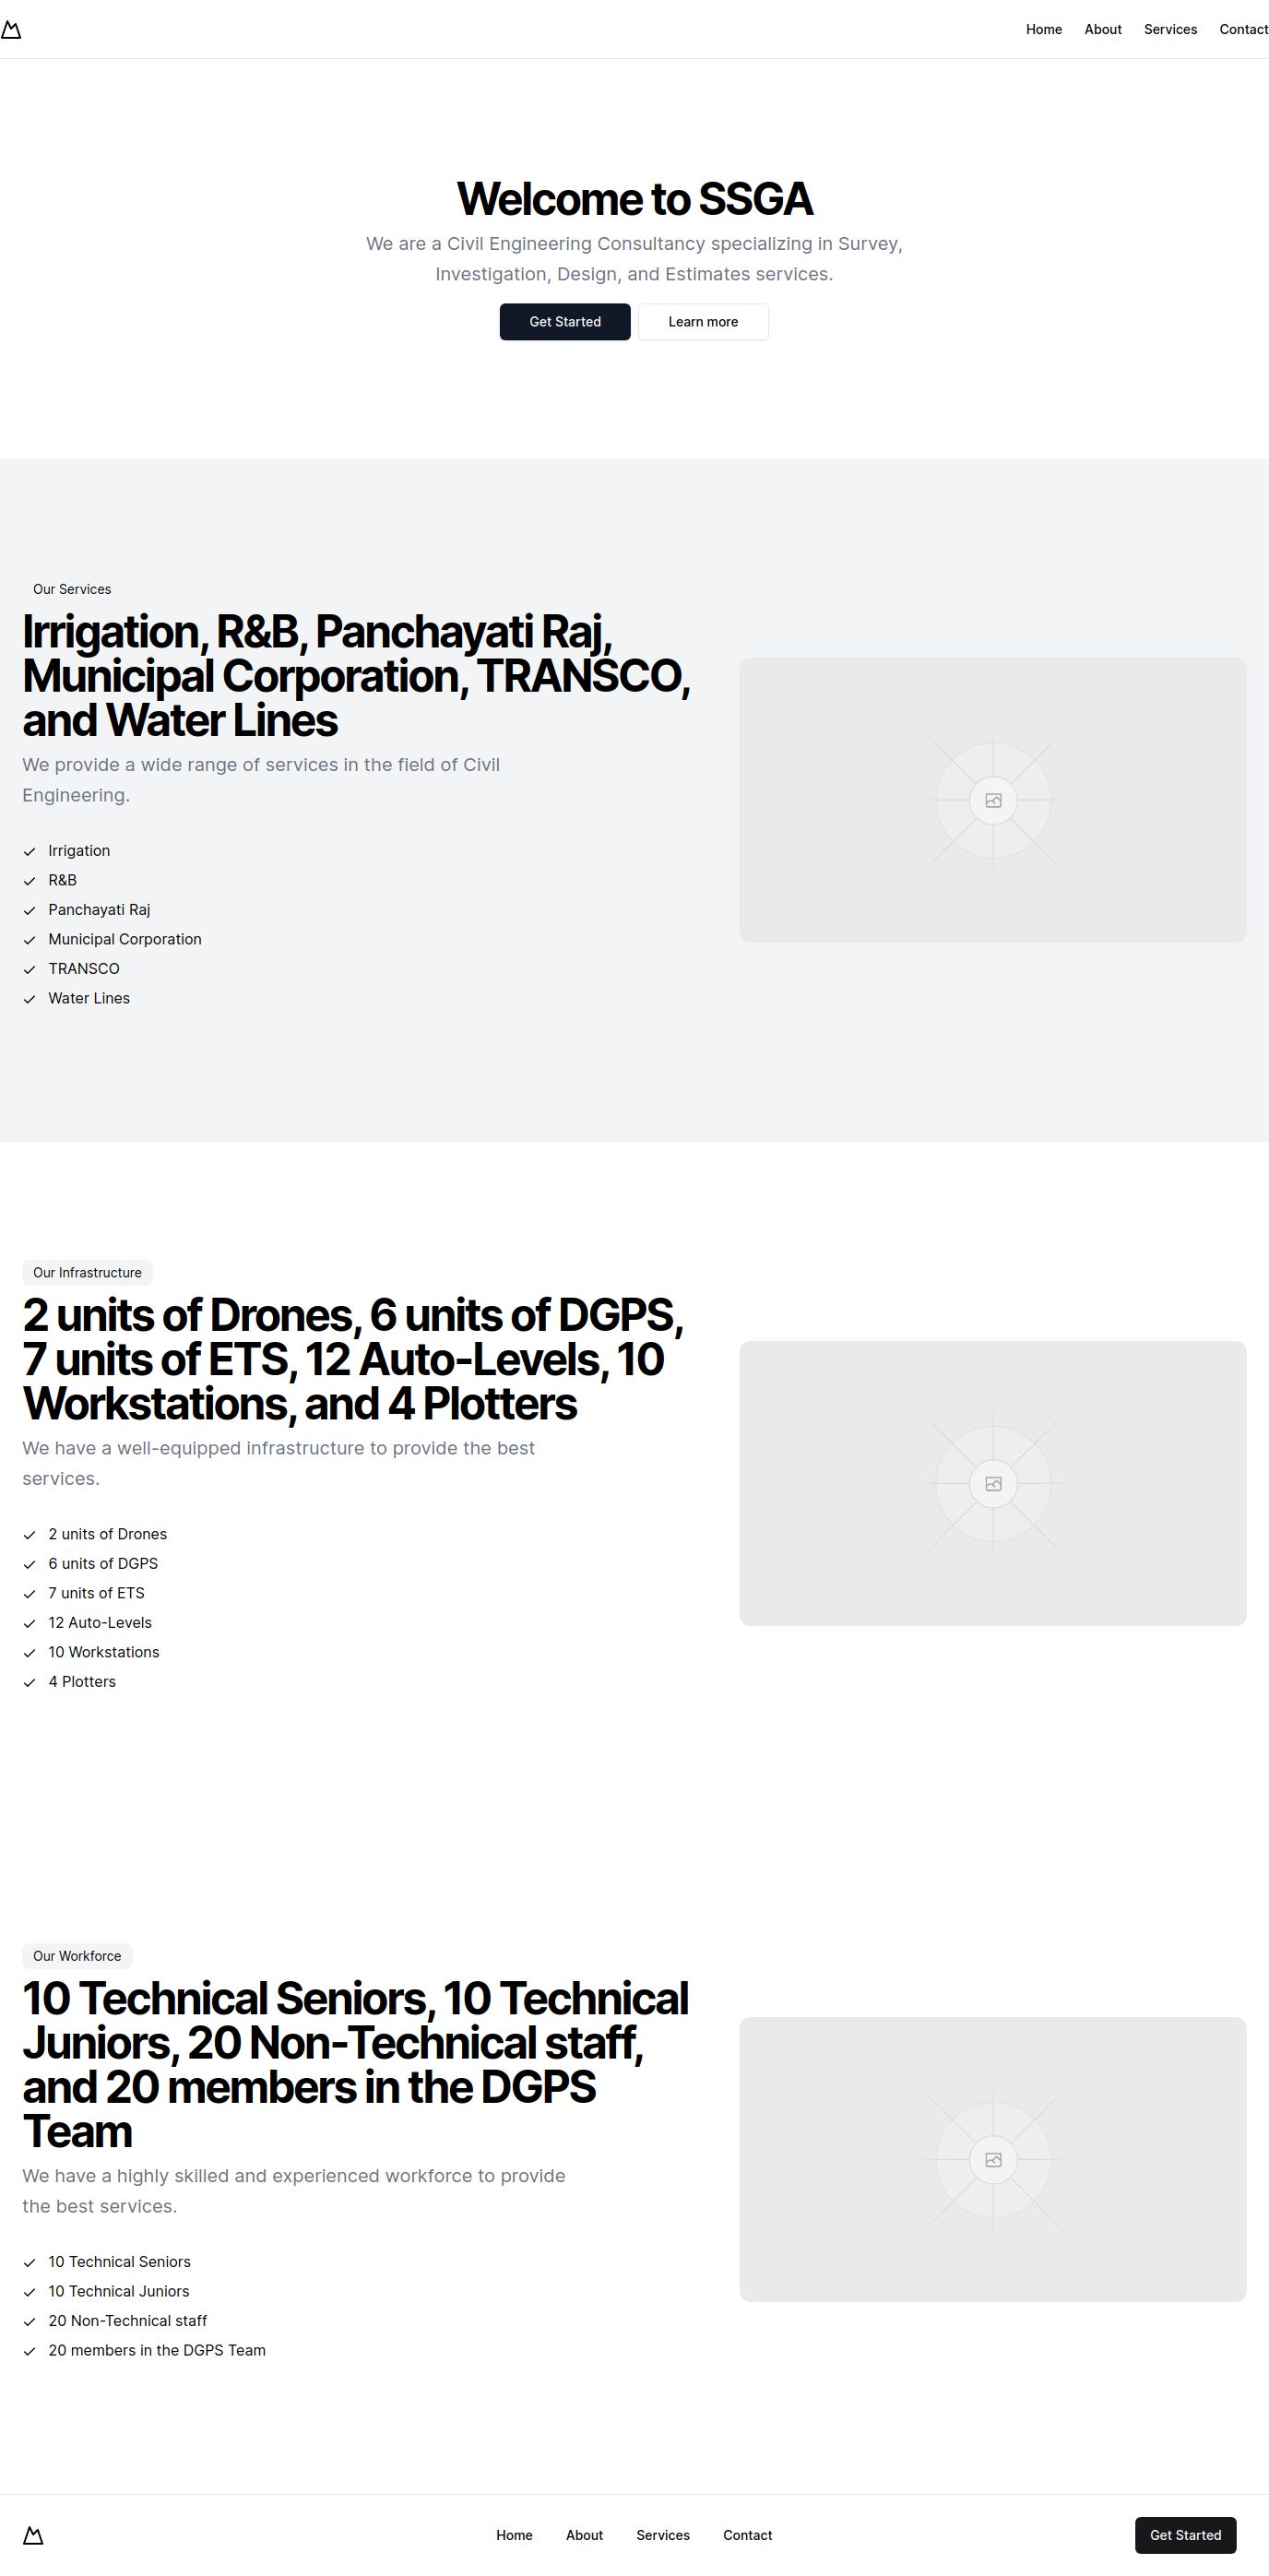 Home About Services Contact
Welcome to SSGA
We are a Civil Engineering Consultancy specializing in Survey,
Investigation, Design, and Estimates services.
Get Started Learn more
Our Services
Irrigation, R&B, Panchayati Raj,
Municipal Corporation, TRANSCO,
and Water Lines
We provide a wide range of services in the field of Civil
Engineering.
Irrigation
R&B
Panchayati Raj
Municipal Corporation
TRANSCO
Water Lines
Our Infrastructure
2 units of Drones, 6 units of DGPS,
7 units of ETS, 12 Auto-Levels, 10
Workstations, and 4 Plotters
We have a well-equipped infrastructure to provide the best
services.
2 units of Drones
6 units of DGPS
7 units of ETS
12 Auto-Levels
10 Workstations
4 Plotters
Our Workforce
10 Technical Seniors, 10 Technical
Juniors, 20 Non-Technical staff,
and 20 members in the DGPS
Team
We have a highly skilled and experienced workforce to provide
the best services.
10 Technical Seniors
10 Technical Juniors
20 Non-Technical staff
20 members in the DGPS Team
Home About Services Contact Get Started